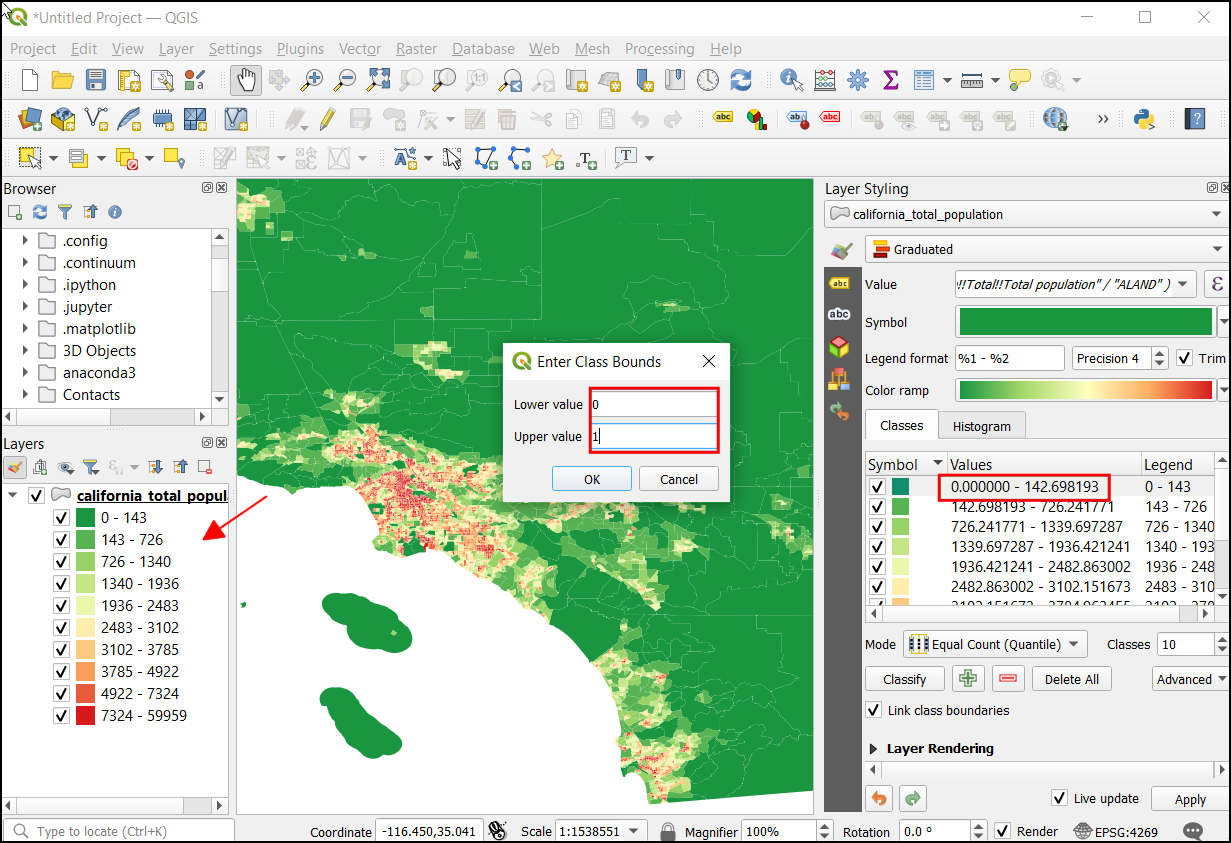 *Untitled Project — QGIS
Project Edit View Layer Settings Plugins Vector Raster Database Web Mesh Processing Help
Browser
.config
.continuum
.ipython
.jupyter
.matplotlib
3D Objects
anaconda3
Contacts
Layers
california_total_popul
0 - 143
143 - 726
726 - 1340
1340 - 1936
1936 - 2483
2483 - 3102
3102 - 3785
3785 - 4922
4922 - 7324
7324 - 59959
Enter Class Bounds
Lower value 0
Upper value 1
OK Cancel
Layer Styling
california_total_population
Graduated
Value !!Total!!Total population" / "ALAND" )
Symbol
Legend format %1 - %2 Precision 4 Trim
Color ramp
Classes Histogram
Symbol Values Legend
0.000000 - 142.698193 0 - 143
142.698193 - 726.241771 143 - 726
726.241771 - 1339.697287 726 - 1340
1339.697287 - 1936.421241 1340 - 193
1936.421241 - 2482.863002 1936 - 248
2482.863002 - 3102.151673 2483 - 310
Mode Equal Count (Quantile) Classes 10
Classify Delete All Advanced
Link class boundaries
Layer Rendering
Live update Apply
Type to locate (Ctrl+K) Coordinate -116.450,35.041 Scale 1:1538551 Magnifier 100% Rotation 0.0 ° Render EPSG:4269